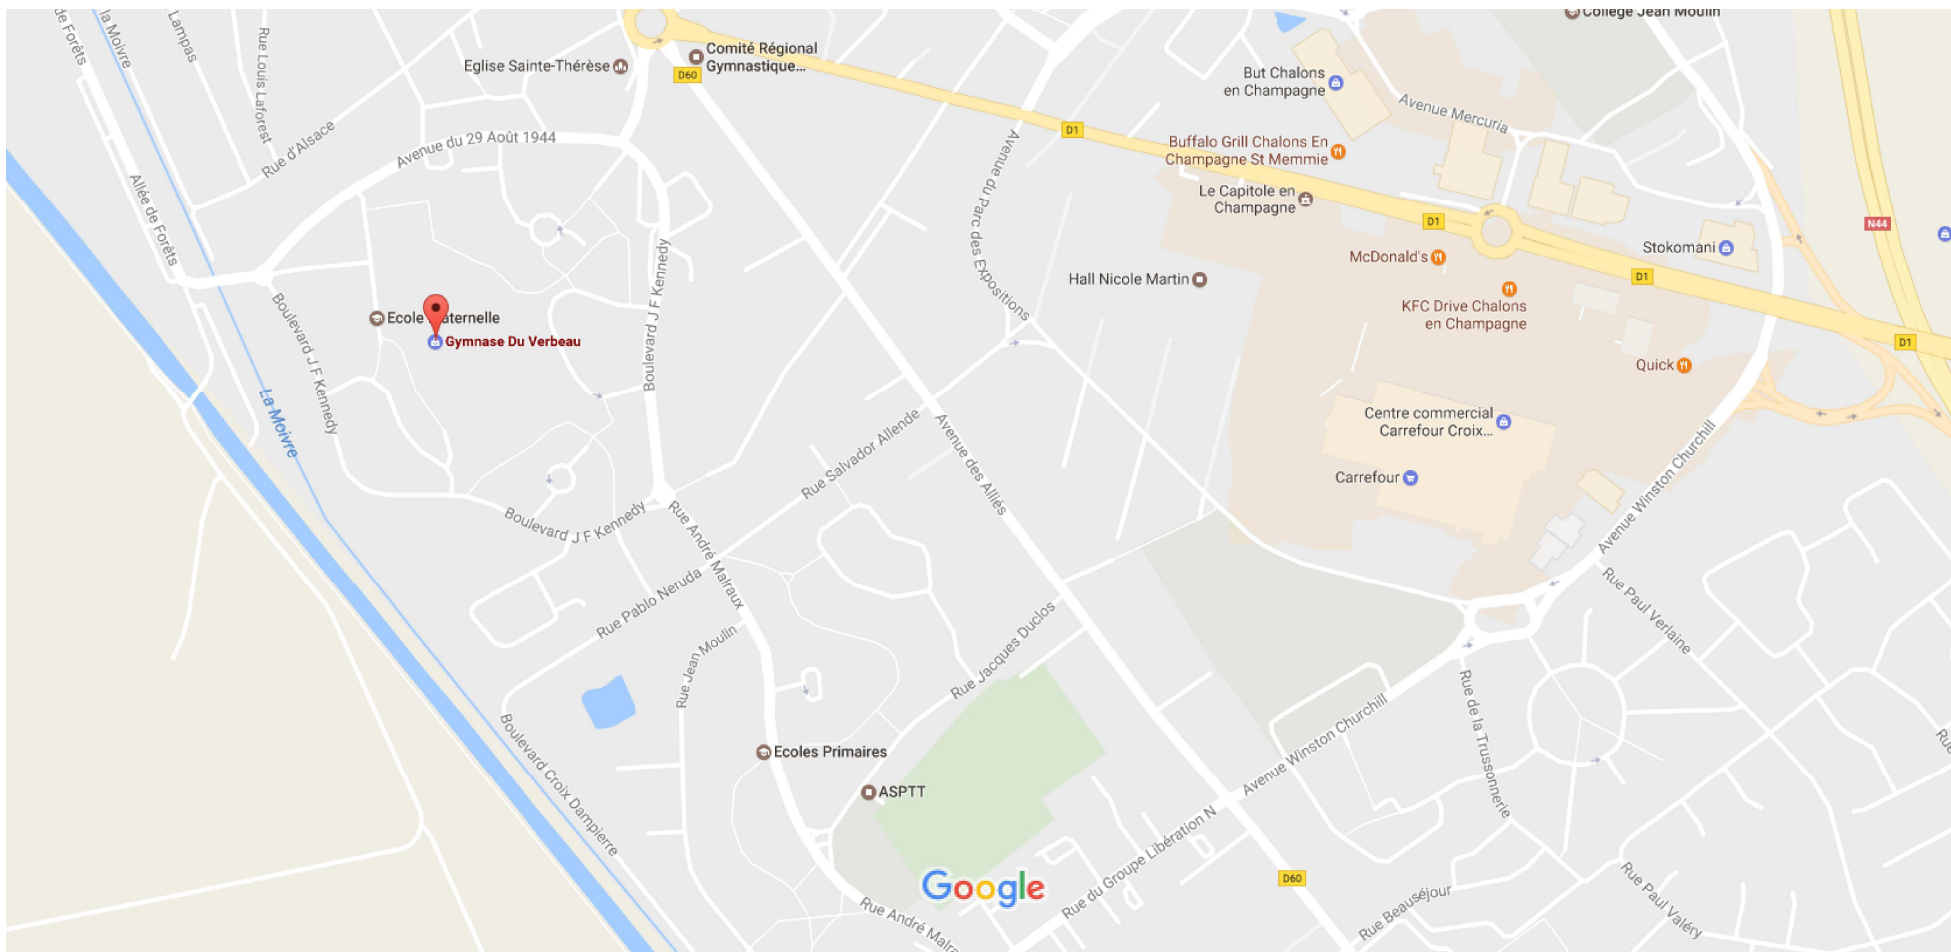 de Forêts
la Moivre
Lampas
Rue Louis Laforest
Rue d'Alsace
Eglise Sainte-Thérèse
Comité Régional
Gymnastique...
D60
Avenue du 29 Août 1944
Allée de Forêts
Collège Jean Moulin
But Chalons
en Champagne
Avenue Mercuria
D1
Buffalo Grill Chalons En
Champagne St Memmie
Le Capitole en
Champagne
Avenue du Parc des Expositions
D1
N44
Stokomani
McDonald's
D1
Hall Nicole Martin
KFC Drive Chalons
en Champagne
D1
Quick
Ecole Maternelle
Gymnase Du Verbeau
Boulevard J F Kennedy
Boulevard J F Kennedy
La Moivre
Centre commercial
Carrefour Croix...
Carrefour
Rue Salvador Allende
Avenue des Alliés
Avenue Winston Churchill
Boulevard J F Kennedy
Rue André Malraux
Rue Pablo Neruda
Rue Jean Moulin
Rue Jacques Duclos
Rue Paul Verlaine
Rue de la Trussonnerie
Boulevard Croix Dampierre
Ecoles Primaires
ASPTT
Avenue Winston Churchill
Rue du Groupe Libération N
D60
Google
Rue André Malra
Rue Beauséjour
Rue Paul Valéry